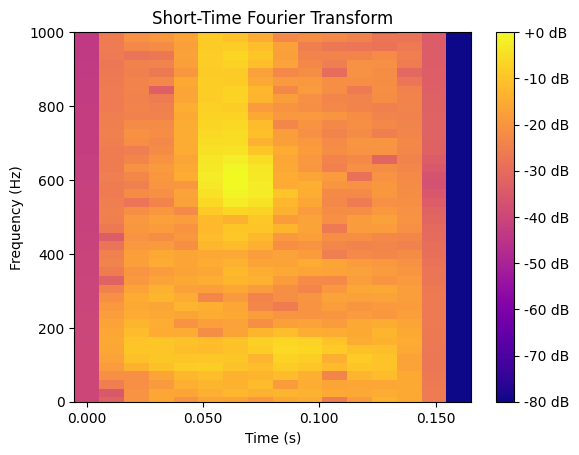 Short-Time Fourier Transform
Frequency (Hz)
1000
800
600
400
200
0
0.000
0.050
0.100
0.150
Time (s)
+0 dB
-10 dB
-20 dB
-30 dB
-40 dB
-50 dB
-60 dB
-70 dB
-80 dB